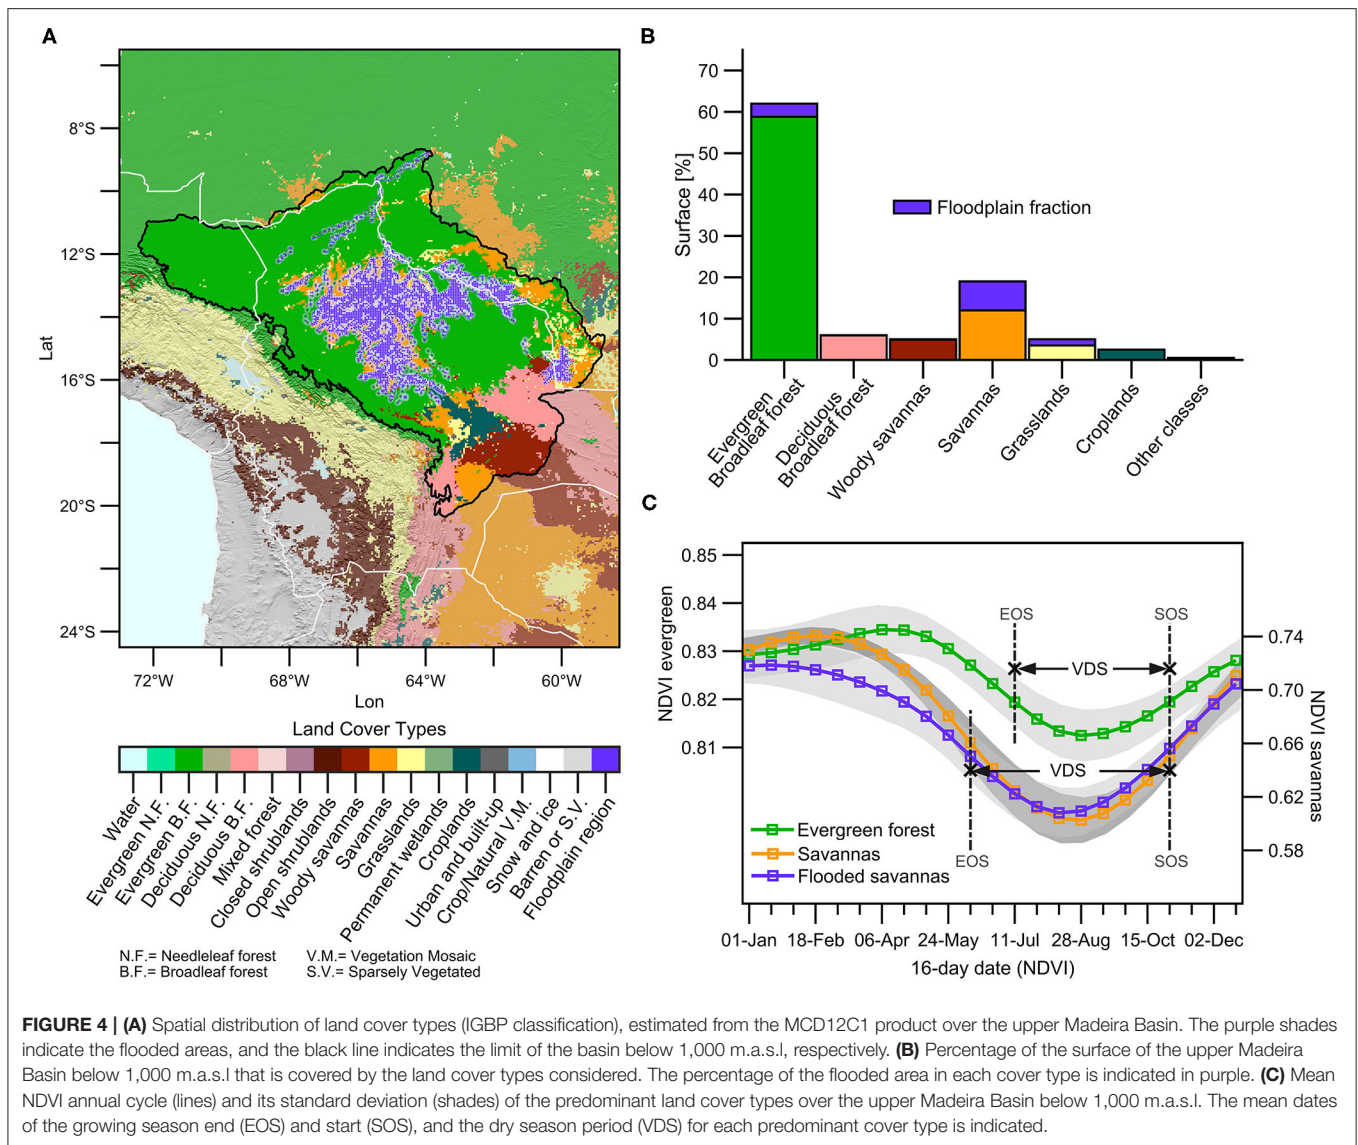 A
8°S
12°S
16°S
20°S
24°S
Lat
72°W
68°W
64°W
60°W
Lon
Land Cover Types
Water
Evergreen N.F.
Evergreen B.F.
Deciduous N.F.
Deciduous B.F.
Mixed forest
Closed shrublands
Open shrublands
Woody savannas
Savannas
Grasslands
Permanent wetlands
Croplands
Urban and built-up
Crop/Natural V.M.
Snow and ice
Barren or S.V.
Floodplain region
N.F.= Needleleaf forest
V.M.= Vegetation Mosaic
B.F.= Broadleaf forest
S.V.= Sparsely Vegetated
B
70
60
50
40
30
20
10
0
Surface [%]
Floodplain fraction
Evergreen
Broadleaf forest
Deciduous
Broadleaf forest
Woody savannas
Savannas
Grasslands
Croplands
Other classes
C
0.85
0.84
0.83
0.82
0.81
NDVI evergreen
EOS
SOS
VDS
VDS
EOS
SOS
Evergreen forest
Savannas
Flooded savannas
0.74
0.70
0.66
0.62
0.58
NDVI savannas
01-Jan
18-Feb
06-Apr
24-May
11-Jul
28-Aug
15-Oct
02-Dec
16-day date (NDVI)
FIGURE 4 | (A) Spatial distribution of land cover types (IGBP classification), estimated from the MCD12C1 product over the upper Madeira Basin. The purple shades
indicate the flooded areas, and the black line indicates the limit of the basin below 1,000 m.a.s.l, respectively. (B) Percentage of the surface of the upper Madeira
Basin below 1,000 m.a.s.l that is covered by the land cover types considered. The percentage of the flooded area in each cover type is indicated in purple. (C) Mean
NDVI annual cycle (lines) and its standard deviation (shades) of the predominant land cover types over the upper Madeira Basin below 1,000 m.a.s.l. The mean dates
of the growing season end (EOS) and start (SOS), and the dry season period (VDS) for each predominant cover type is indicated.